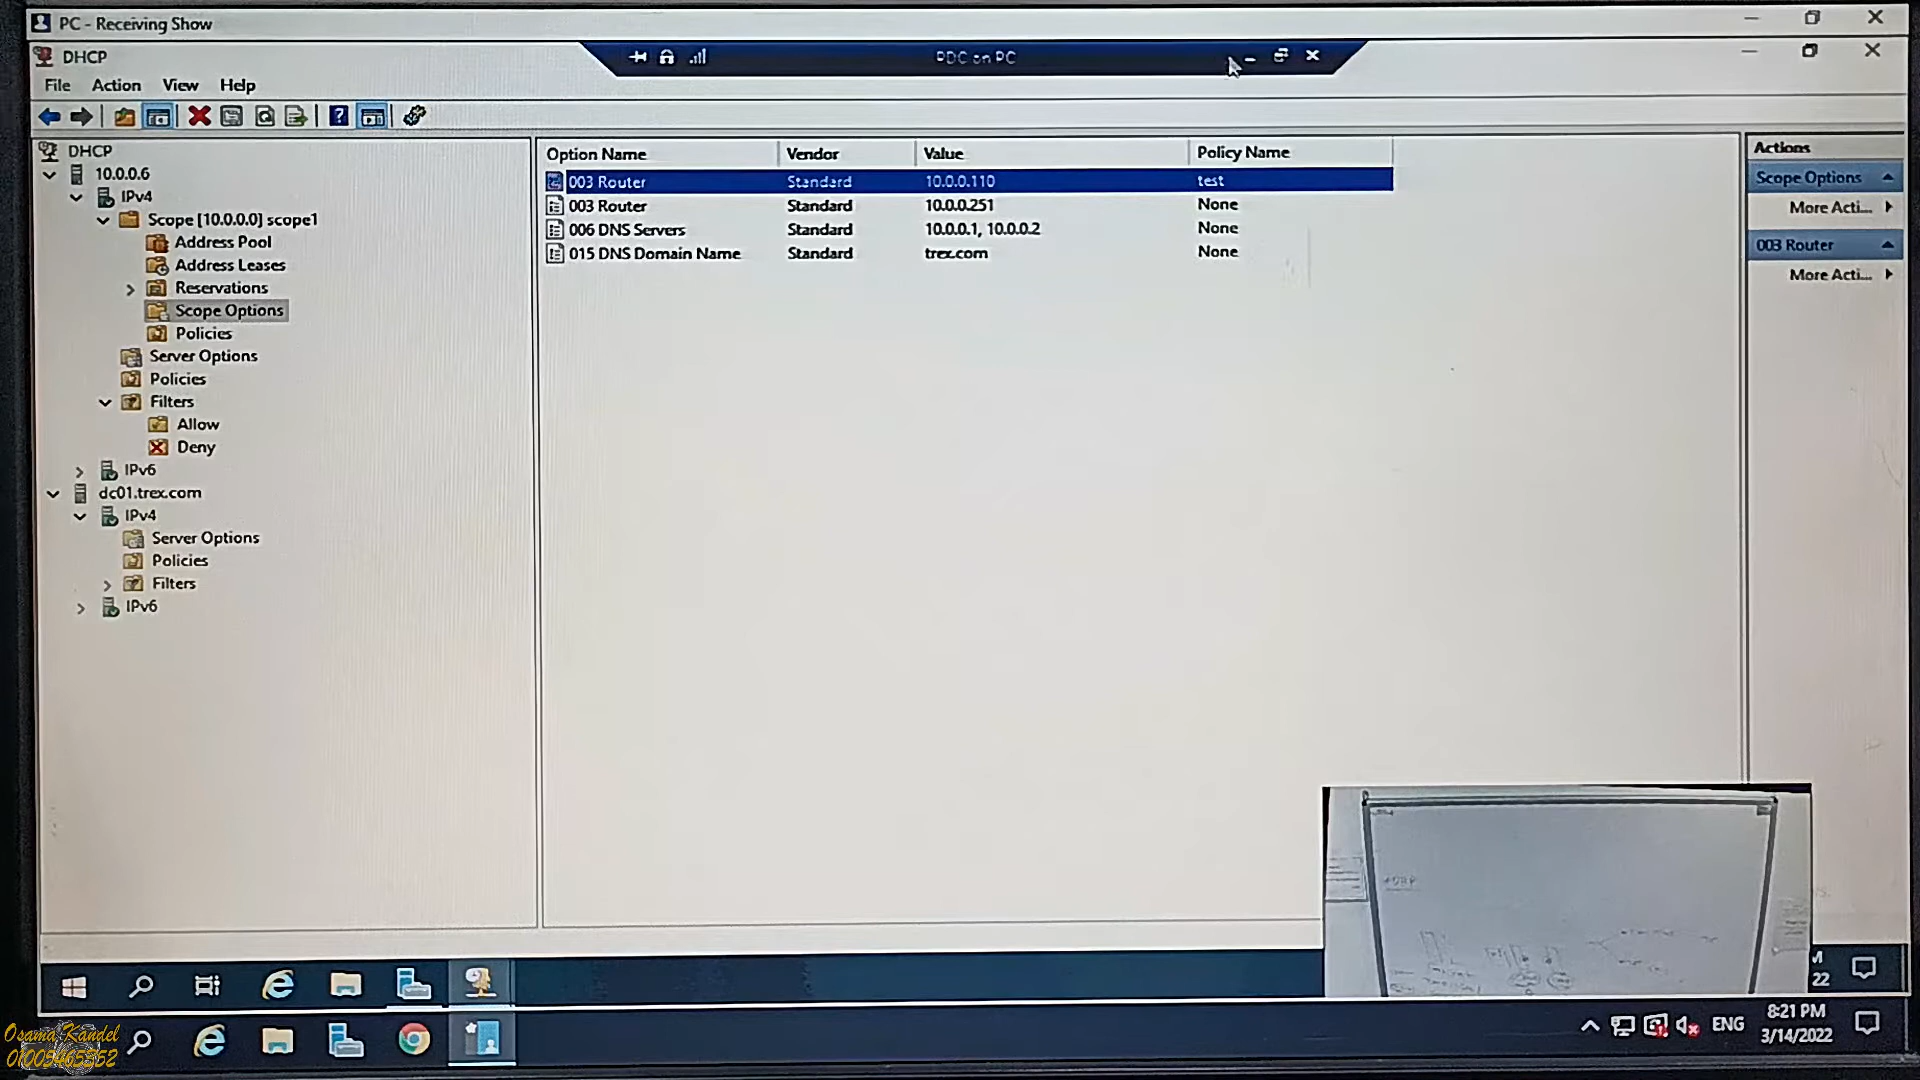 PC - Receiving Show
DHCP
PDC on PC
File Action View Help
DHCP
10.0.0.6
IPv4
Scope [10.0.0.0] scope1
Address Pool
Address Leases
Reservations
Scope Options
Policies
Server Options
Policies
Filters
Allow
Deny
IPv6
dc01.trex.com
IPv4
Server Options
Policies
Filters
IPv6
Option Name Vendor Value Policy Name
003 Router Standard 10.0.0.110 test
003 Router Standard 10.0.0.251 None
006 DNS Servers Standard 10.0.0.1, 10.0.0.2 None
015 DNS Domain Name Standard trex.com None
Actions
Scope Options
More Acti...
003 Router
More Acti...
22
ENG
8:21 PM
3/14/2022
Osama Kandel
01005465352